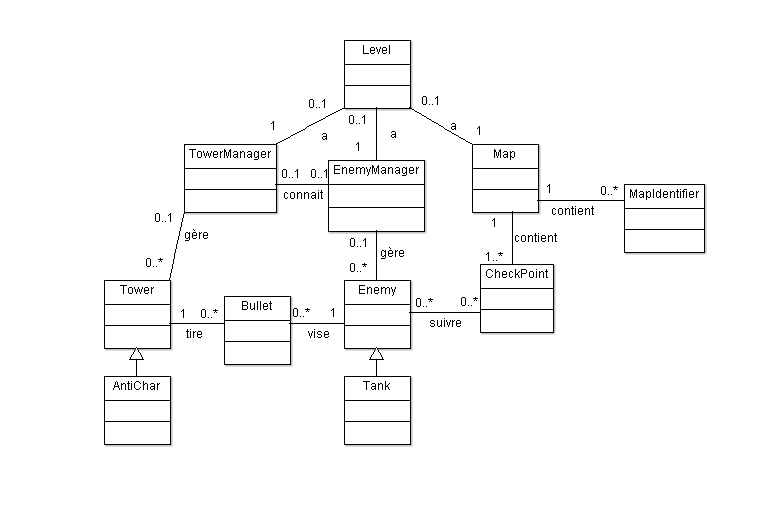 Level
0..1
0..1
0..1
1
a
a
a
1
1
TowerManager
EnemyManager
Map
0..1
0..1
connait
1
0..*
contient
MapIdentifier
0..1
gère
0..*
0..1
gère
0..*
1
contient
1..*
Tower
Bullet
Enemy
CheckPoint
1
0..*
tire
0..*
1
vise
0..*
0..*
suivre
AntiChar
Tank